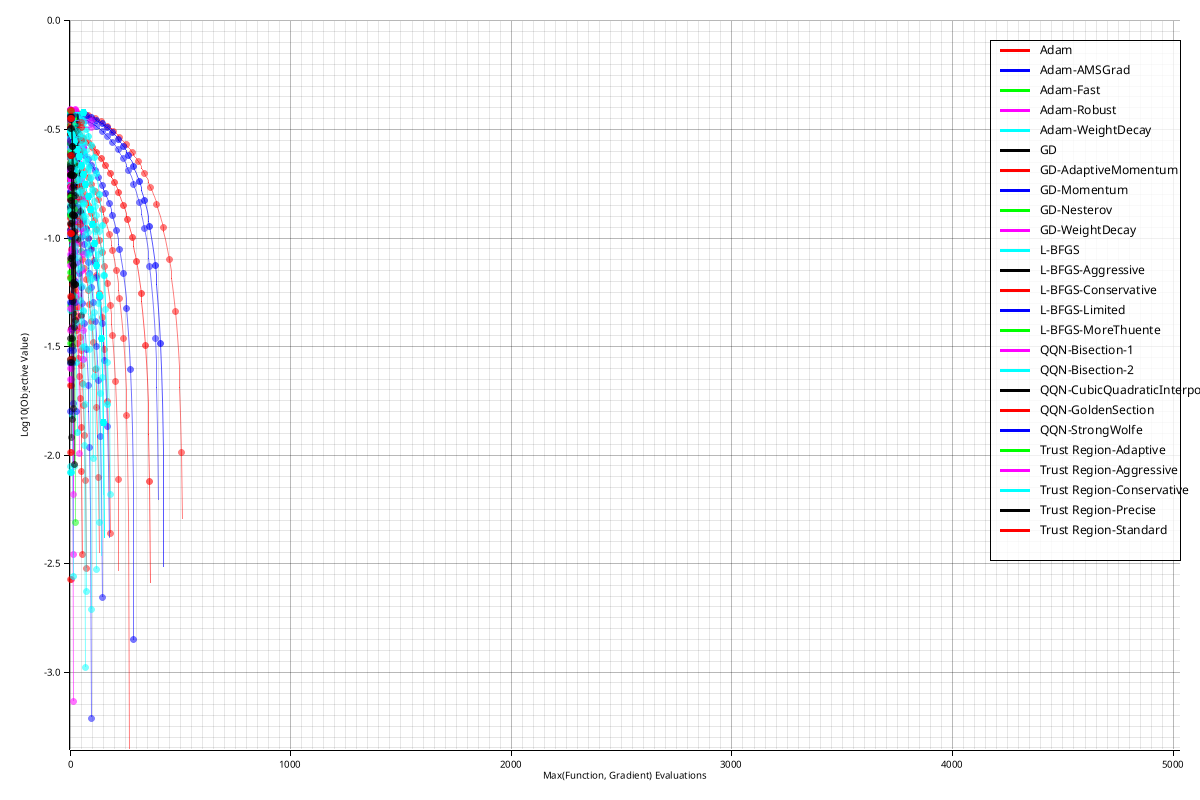 0.0
-0.5
-1.0
-1.5
-2.0
-2.5
-3.0
Log10(Objective Value)
0
1000
2000
3000
4000
5000
Max(Function, Gradient) Evaluations
Adam
Adam-AMSGrad
Adam-Fast
Adam-Robust
Adam-WeightDecay
GD
GD-AdaptiveMomentum
GD-Momentum
GD-Nesterov
GD-WeightDecay
L-BFGS
L-BFGS-Aggressive
L-BFGS-Conservative
L-BFGS-Limited
L-BFGS-MoreThuente
QQN-Bisection-1
QQN-Bisection-2
QQN-CubicQuadraticInterpo
QQN-GoldenSection
QQN-StrongWolfe
Trust Region-Adaptive
Trust Region-Aggressive
Trust Region-Conservative
Trust Region-Precise
Trust Region-Standard